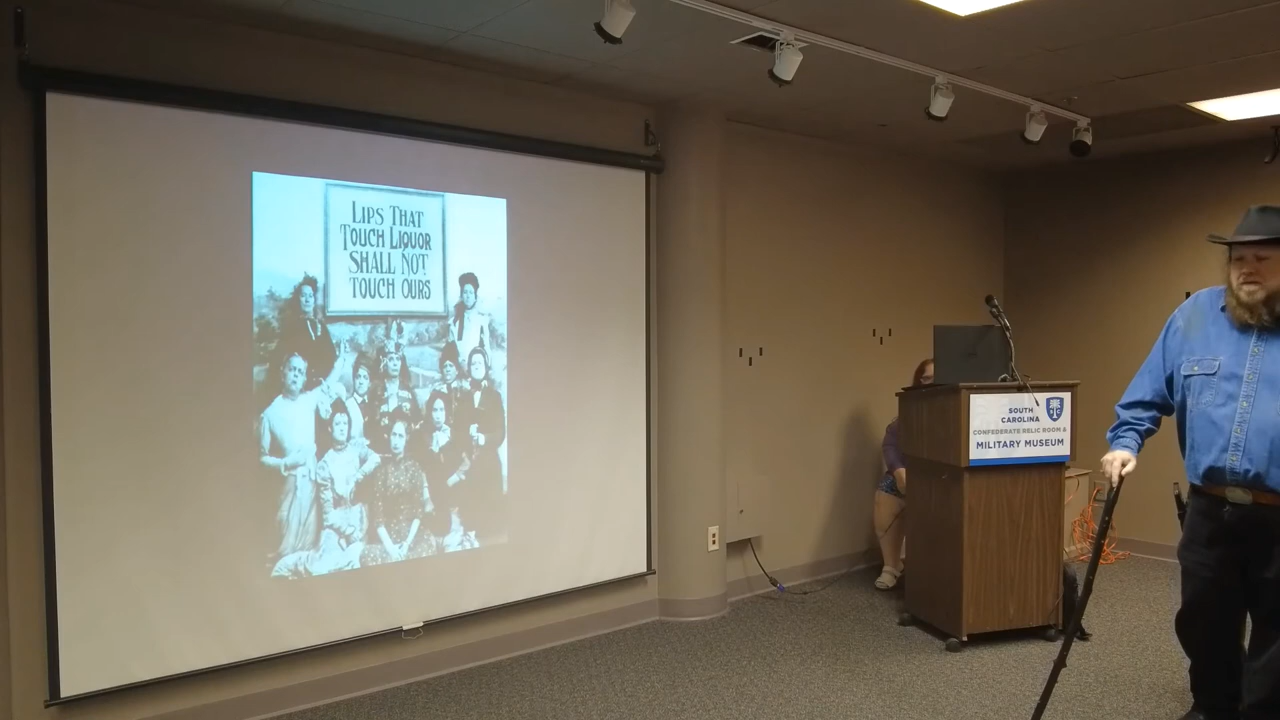 LIPS THAT
TOUCH LIQUOR
SHALL NOT
TOUCH OURS
SOUTH
CAROLINA
CONFEDERATE RELIC ROOM &
MILITARY MUSEUM